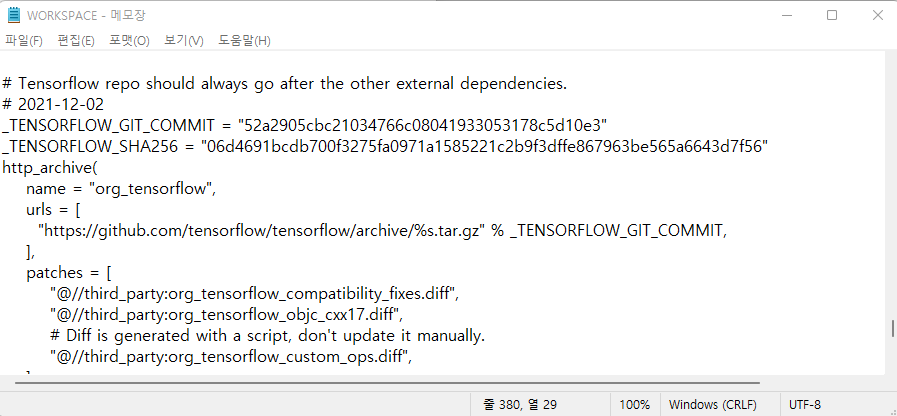 WORKSPACE - 메모장
파일(F) 편집(E) 포맷(O) 보기(V) 도움말(H)
# Tensorflow repo should always go after the other external dependencies.
# 2021-12-02
_TENSORFLOW_GIT_COMMIT = "52a2905cbc21034766c08041933053178c5d10e3"
_TENSORFLOW_SHA256 = "06d4691bcdb700f3275fa0971a1585221c2b9f3dffe867963be565a6643d7f56"
http_archive(
name = "org_tensorflow",
urls = [
"https://github.com/tensorflow/tensorflow/archive/%s.tar.gz" % _TENSORFLOW_GIT_COMMIT,
],
patches = [
"@//third_party:org_tensorflow_compatibility_fixes.diff",
"@//third_party:org_tensorflow_objc_cxx17.diff",
# Diff is generated with a script, don't update it manually.
"@//third_party:org_tensorflow_custom_ops.diff",
줄 380, 열 29 100% Windows (CRLF) UTF-8